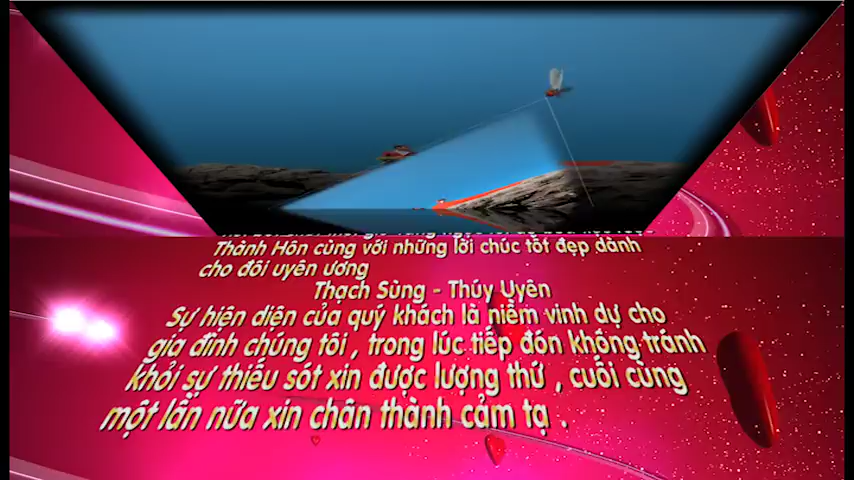 Thành Hôn cùng với những lời chúc tốt đẹp dành
cho đôi uyên ương
Thạch Sùng - Thúy Uyên
Sự hiện diện của quý khách là niềm vinh dự cho
gia đình chúng tôi , trong lúc tiếp đón không tránh
khỏi sự thiếu sót xin được lượng thứ , cuối cùng
một lần nữa xin chân thành cảm tạ .